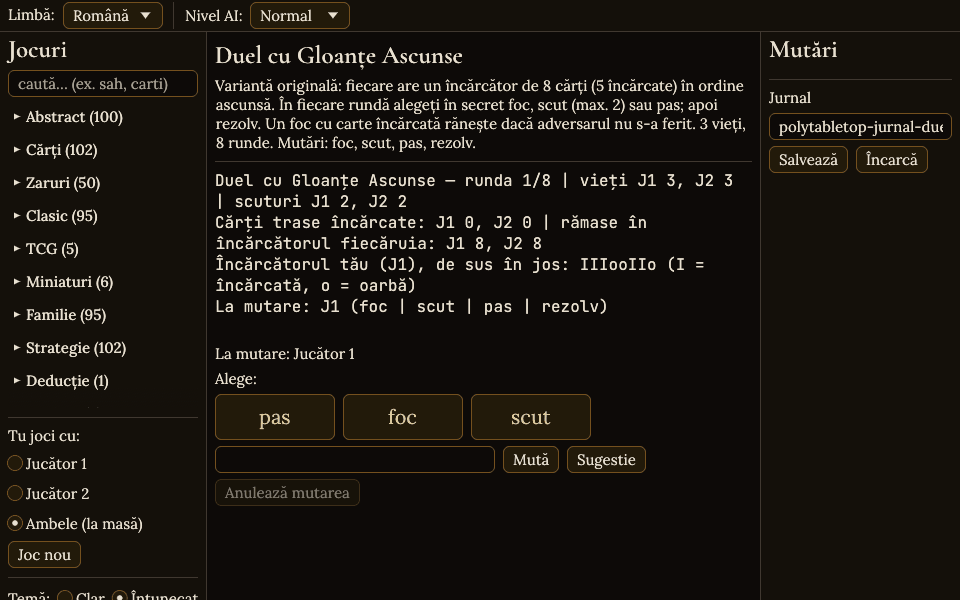 Limbă: Română ▼ Nivel AI: Normal ▼
Jocuri
caută... (ex. sah, carti)
▸ Abstract (100)
▸ Cărți (102)
▸ Zaruri (50)
▸ Clasic (95)
▸ TCG (5)
▸ Miniaturi (6)
▸ Familie (95)
▸ Strategie (102)
▸ Deducție (1)
Tu joci cu:
Jucător 1
Jucător 2
Ambele (la masă)
Joc nou
Temă: Clar Întunecat
Duel cu Gloanțe Ascunse
Variantă originală: fiecare are un încărcător de 8 cărți (5 încărcate) în ordine
ascunsă. În fiecare rundă alegeți în secret foc, scut (max. 2) sau pas; apoi
rezolv. Un foc cu carte încărcată rănește dacă adversarul nu s-a ferit. 3 vieți,
8 runde. Mutări: foc, scut, pas, rezolv.
Duel cu Gloanțe Ascunse — runda 1/8 | vieți J1 3, J2 3
| scuturi J1 2, J2 2
Cărți trase încărcate: J1 0, J2 0 | rămase în
încărcătorul fiecăruia: J1 8, J2 8
Încărcătorul tău (J1), de sus în jos: IIIooIIo (I =
încărcată, o = oarbă)
La mutare: J1 (foc | scut | pas | rezolv)
La mutare: Jucător 1
Alege:
pas foc scut
Mută Sugestie
Anulează mutarea
Mutări
Jurnal
polytabletop-jurnal-due
Salvează Încarcă